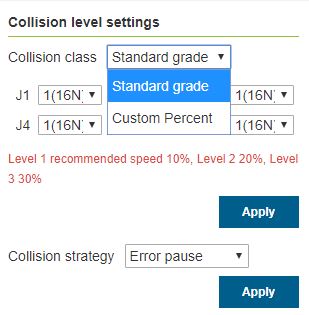 Collision level settings
Collision class Standard grade
Standard grade
Custom Percent
J1 1(16N) 1(16N)
J4 1(16N) 1(16N)
Level 1 recommended speed 10%, Level 2 20%, Level
3 30%
Apply
Collision strategy Error pause
Apply